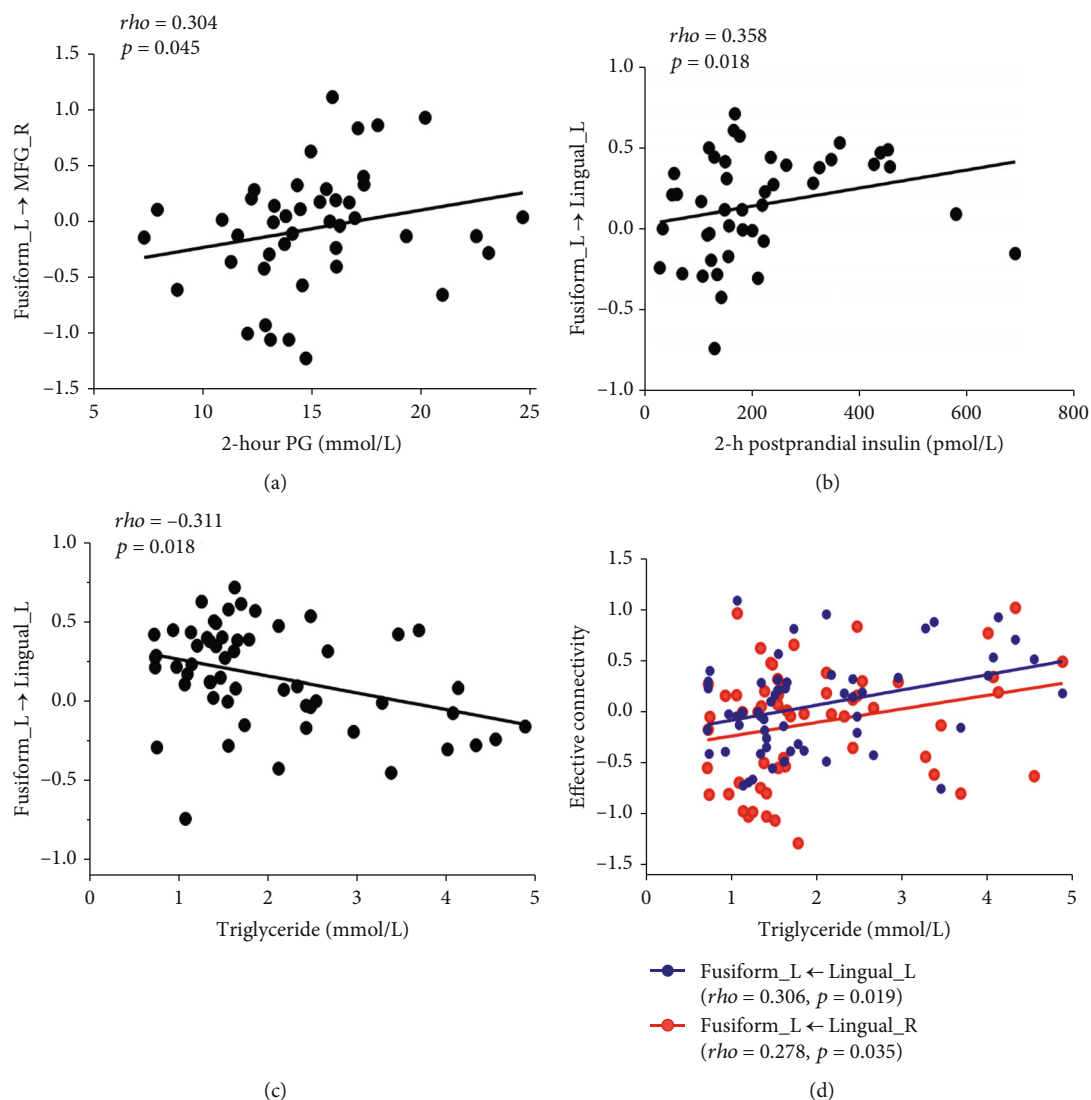 rho = 0.304
p = 0.045
1.5
1.0
0.5
0.0
−0.5
−1.0
−1.5
Fusiform_L → MFG_R
5
10
15
20
25
2-hour PG (mmol/L)
(a)
rho = 0.358
p = 0.018
1.0
0.5
0.0
−0.5
−1.0
Fusiform_L → Lingual_L
0
200
400
600
800
2-h postprandial insulin (pmol/L)
(b)
rho = −0.311
p = 0.018
1.0
0.5
0.0
−0.5
−1.0
Fusiform_L → Lingual_L
0
1
2
3
4
5
Triglyceride (mmol/L)
(c)
1.5
1.0
0.5
0.0
−0.5
−1.0
−1.5
Effective connectivity
0
1
2
3
4
5
Triglyceride (mmol/L)
Fusiform_L ← Lingual_L
(rho = 0.306, p = 0.019)
Fusiform_L ← Lingual_R
(rho = 0.278, p = 0.035)
(d)